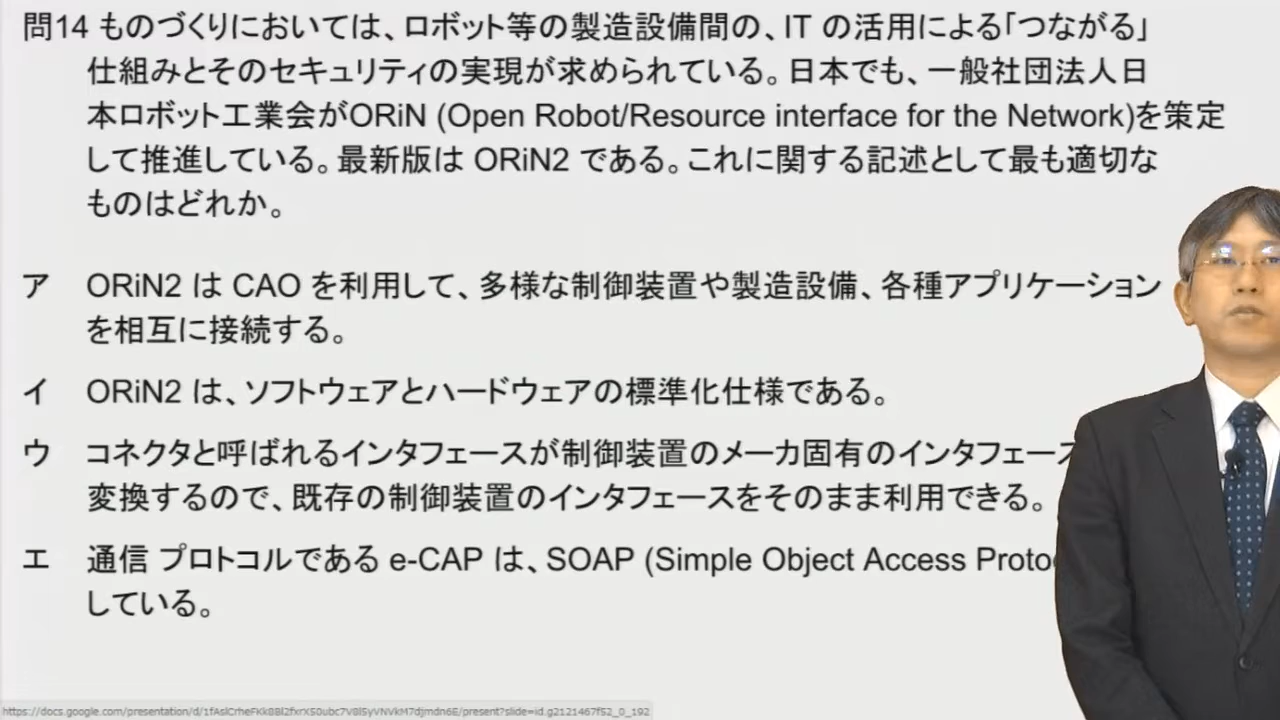 問14 ものづくりにおいては、ロボット等の製造設備間の、IT の活用による「つながる」
仕組みとそのセキュリティの実現が求められている。日本でも、一般社団法人日
本ロボット工業会がORiN (Open Robot/Resource interface for the Network)を策定
して推進している。最新版は ORiN2 である。これに関する記述として最も適切な
ものはどれか。
ア ORiN2 は CAO を利用して、多様な制御装置や製造設備、各種アプリケーション
を相互に接続する。
イ ORiN2 は、ソフトウェアとハードウェアの標準化仕様である。
ウ コネクタと呼ばれるインタフェースが制御装置のメーカ固有のインタフェース
変換するので、既存の制御装置のインタフェースをそのまま利用できる。
エ 通信 プロトコルである e-CAP は、SOAP (Simple Object Access
している。